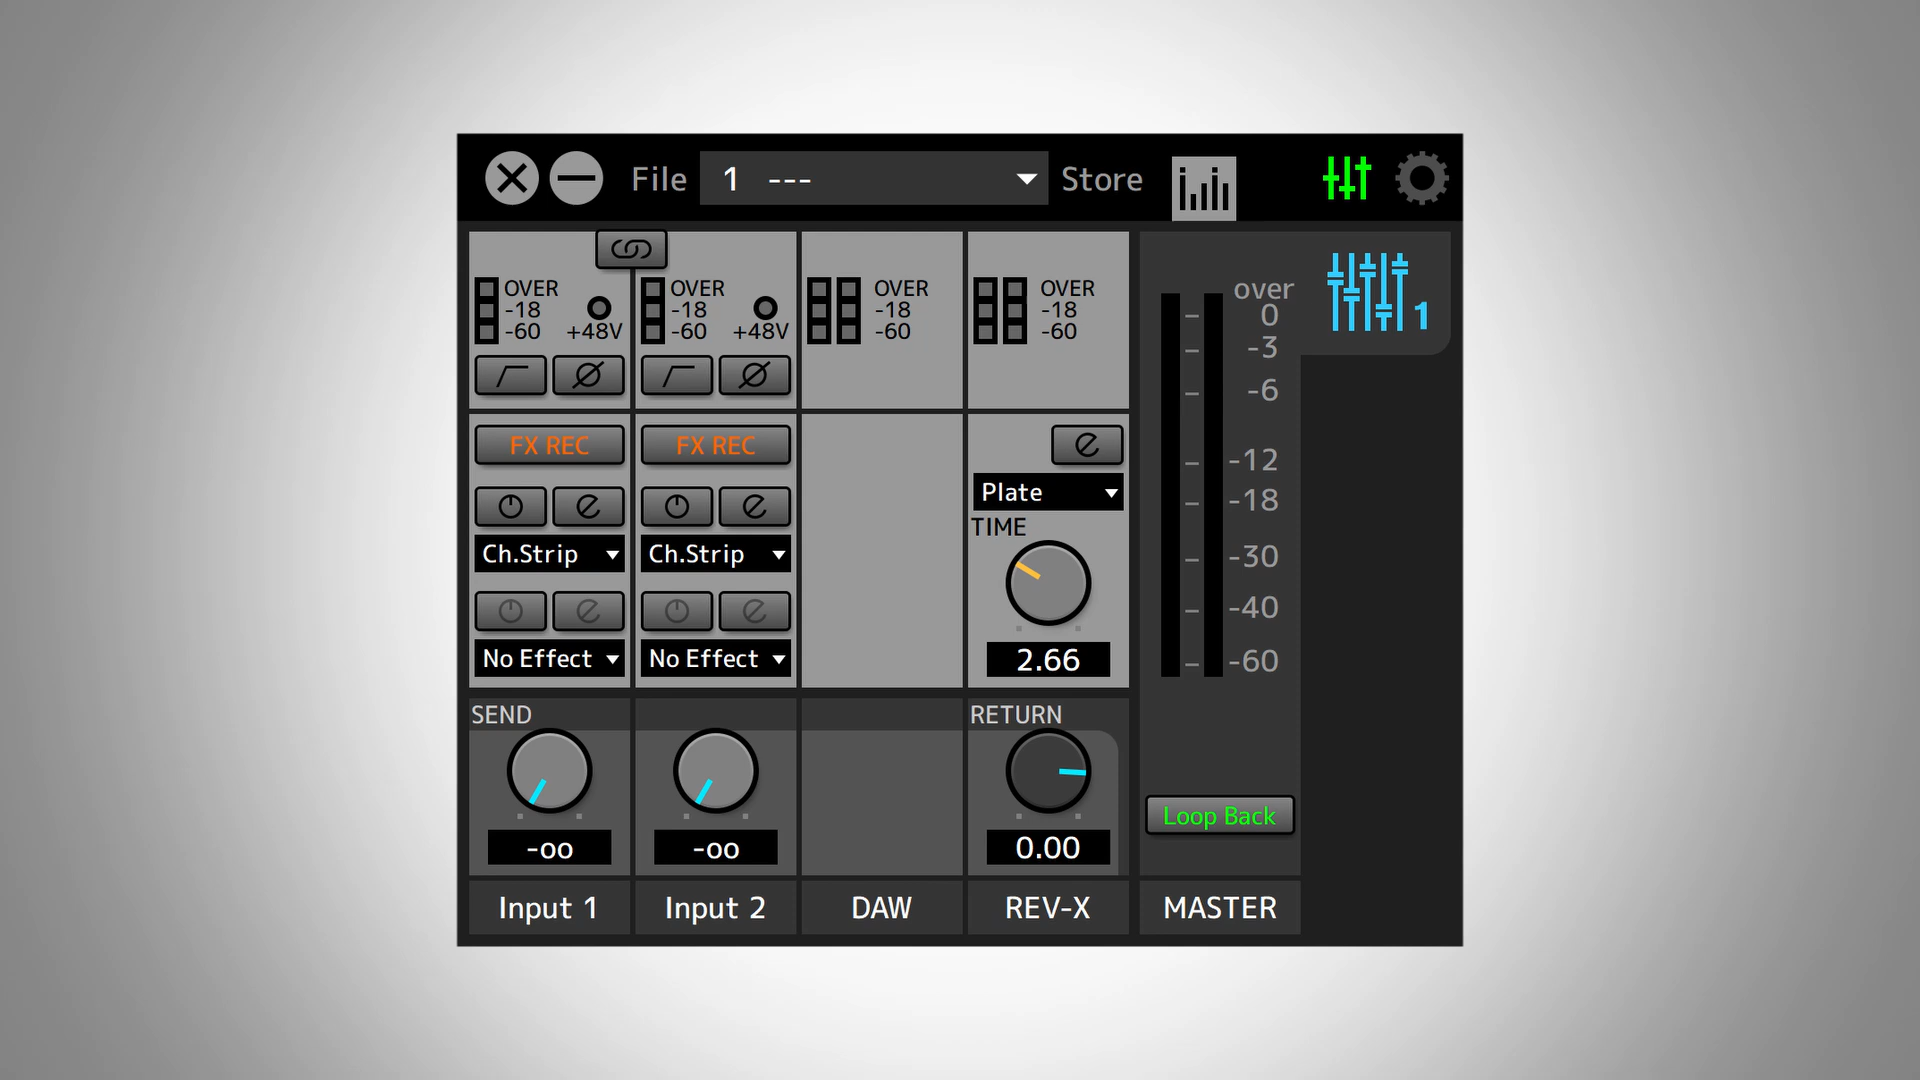 File 1 --- Store
OVER
-18
-60
+48V
OVER
-18
-60
+48V
OVER
-18
-60
OVER
-18
-60
over
0
-3
-6
-12
-18
-30
-40
-60
1
FX REC
FX REC
Plate
TIME
Ch.Strip
Ch.Strip
2.66
No Effect
No Effect
SEND
RETURN
-oo
-oo
0.00
Loop Back
Input 1
Input 2
DAW
REV-X
MASTER